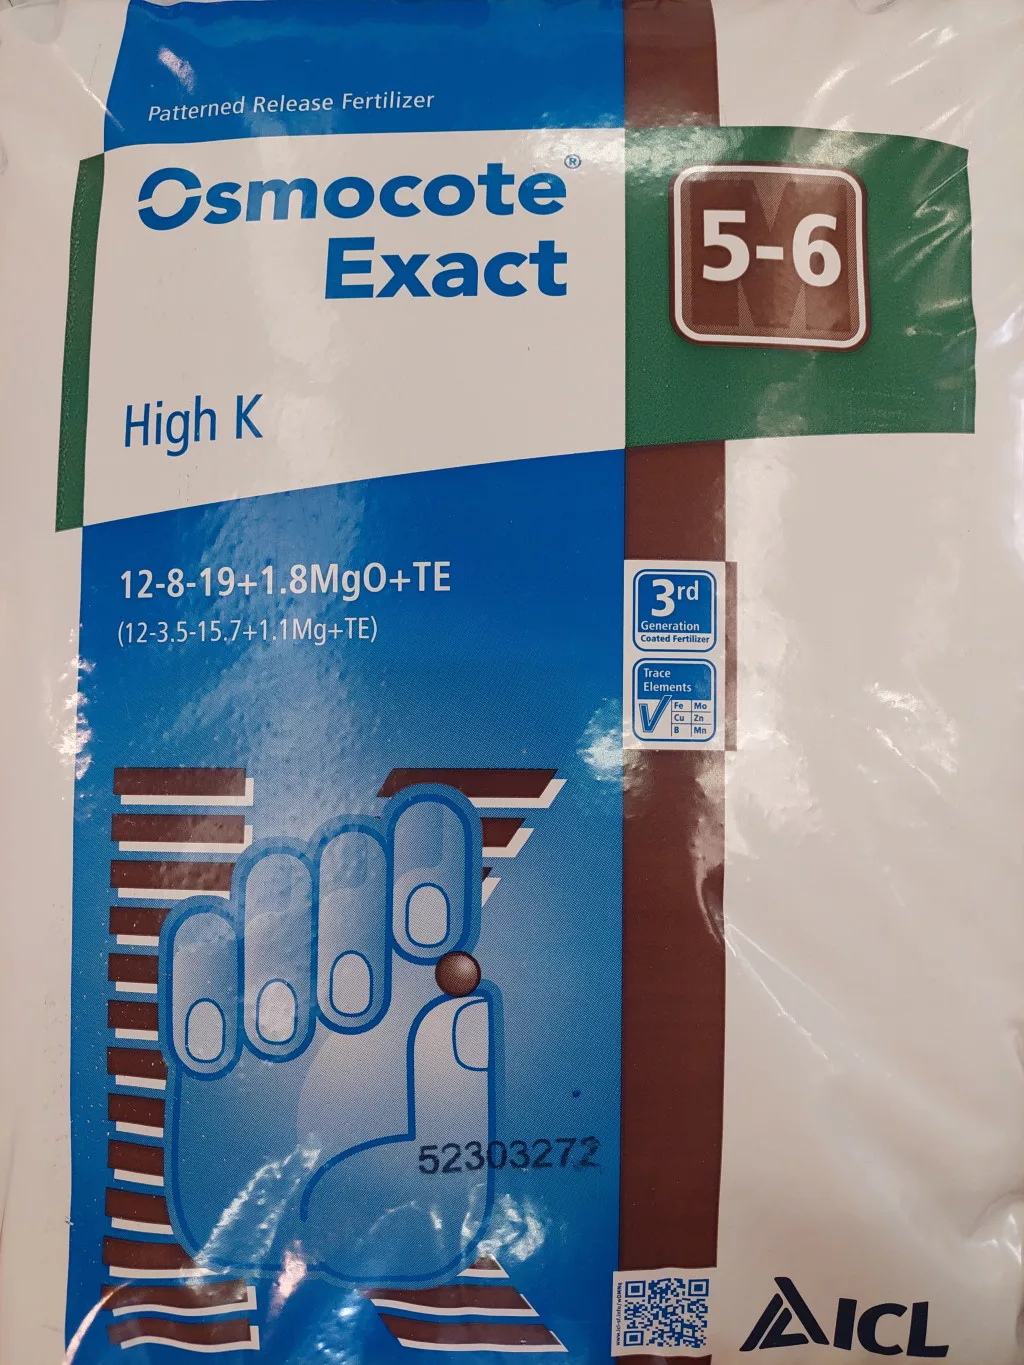 Patterned Release Fertilizer
Osmocote®
Exact
5-6
M
High K
12-8-19+1.8MgO+TE
(12-3.5-15.7+1.1Mg+TE)
3rd
Generation
Coated Fertilizer
Trace
Elements
Fe Mo
Cu Zn
B Mn
52303272
ICL